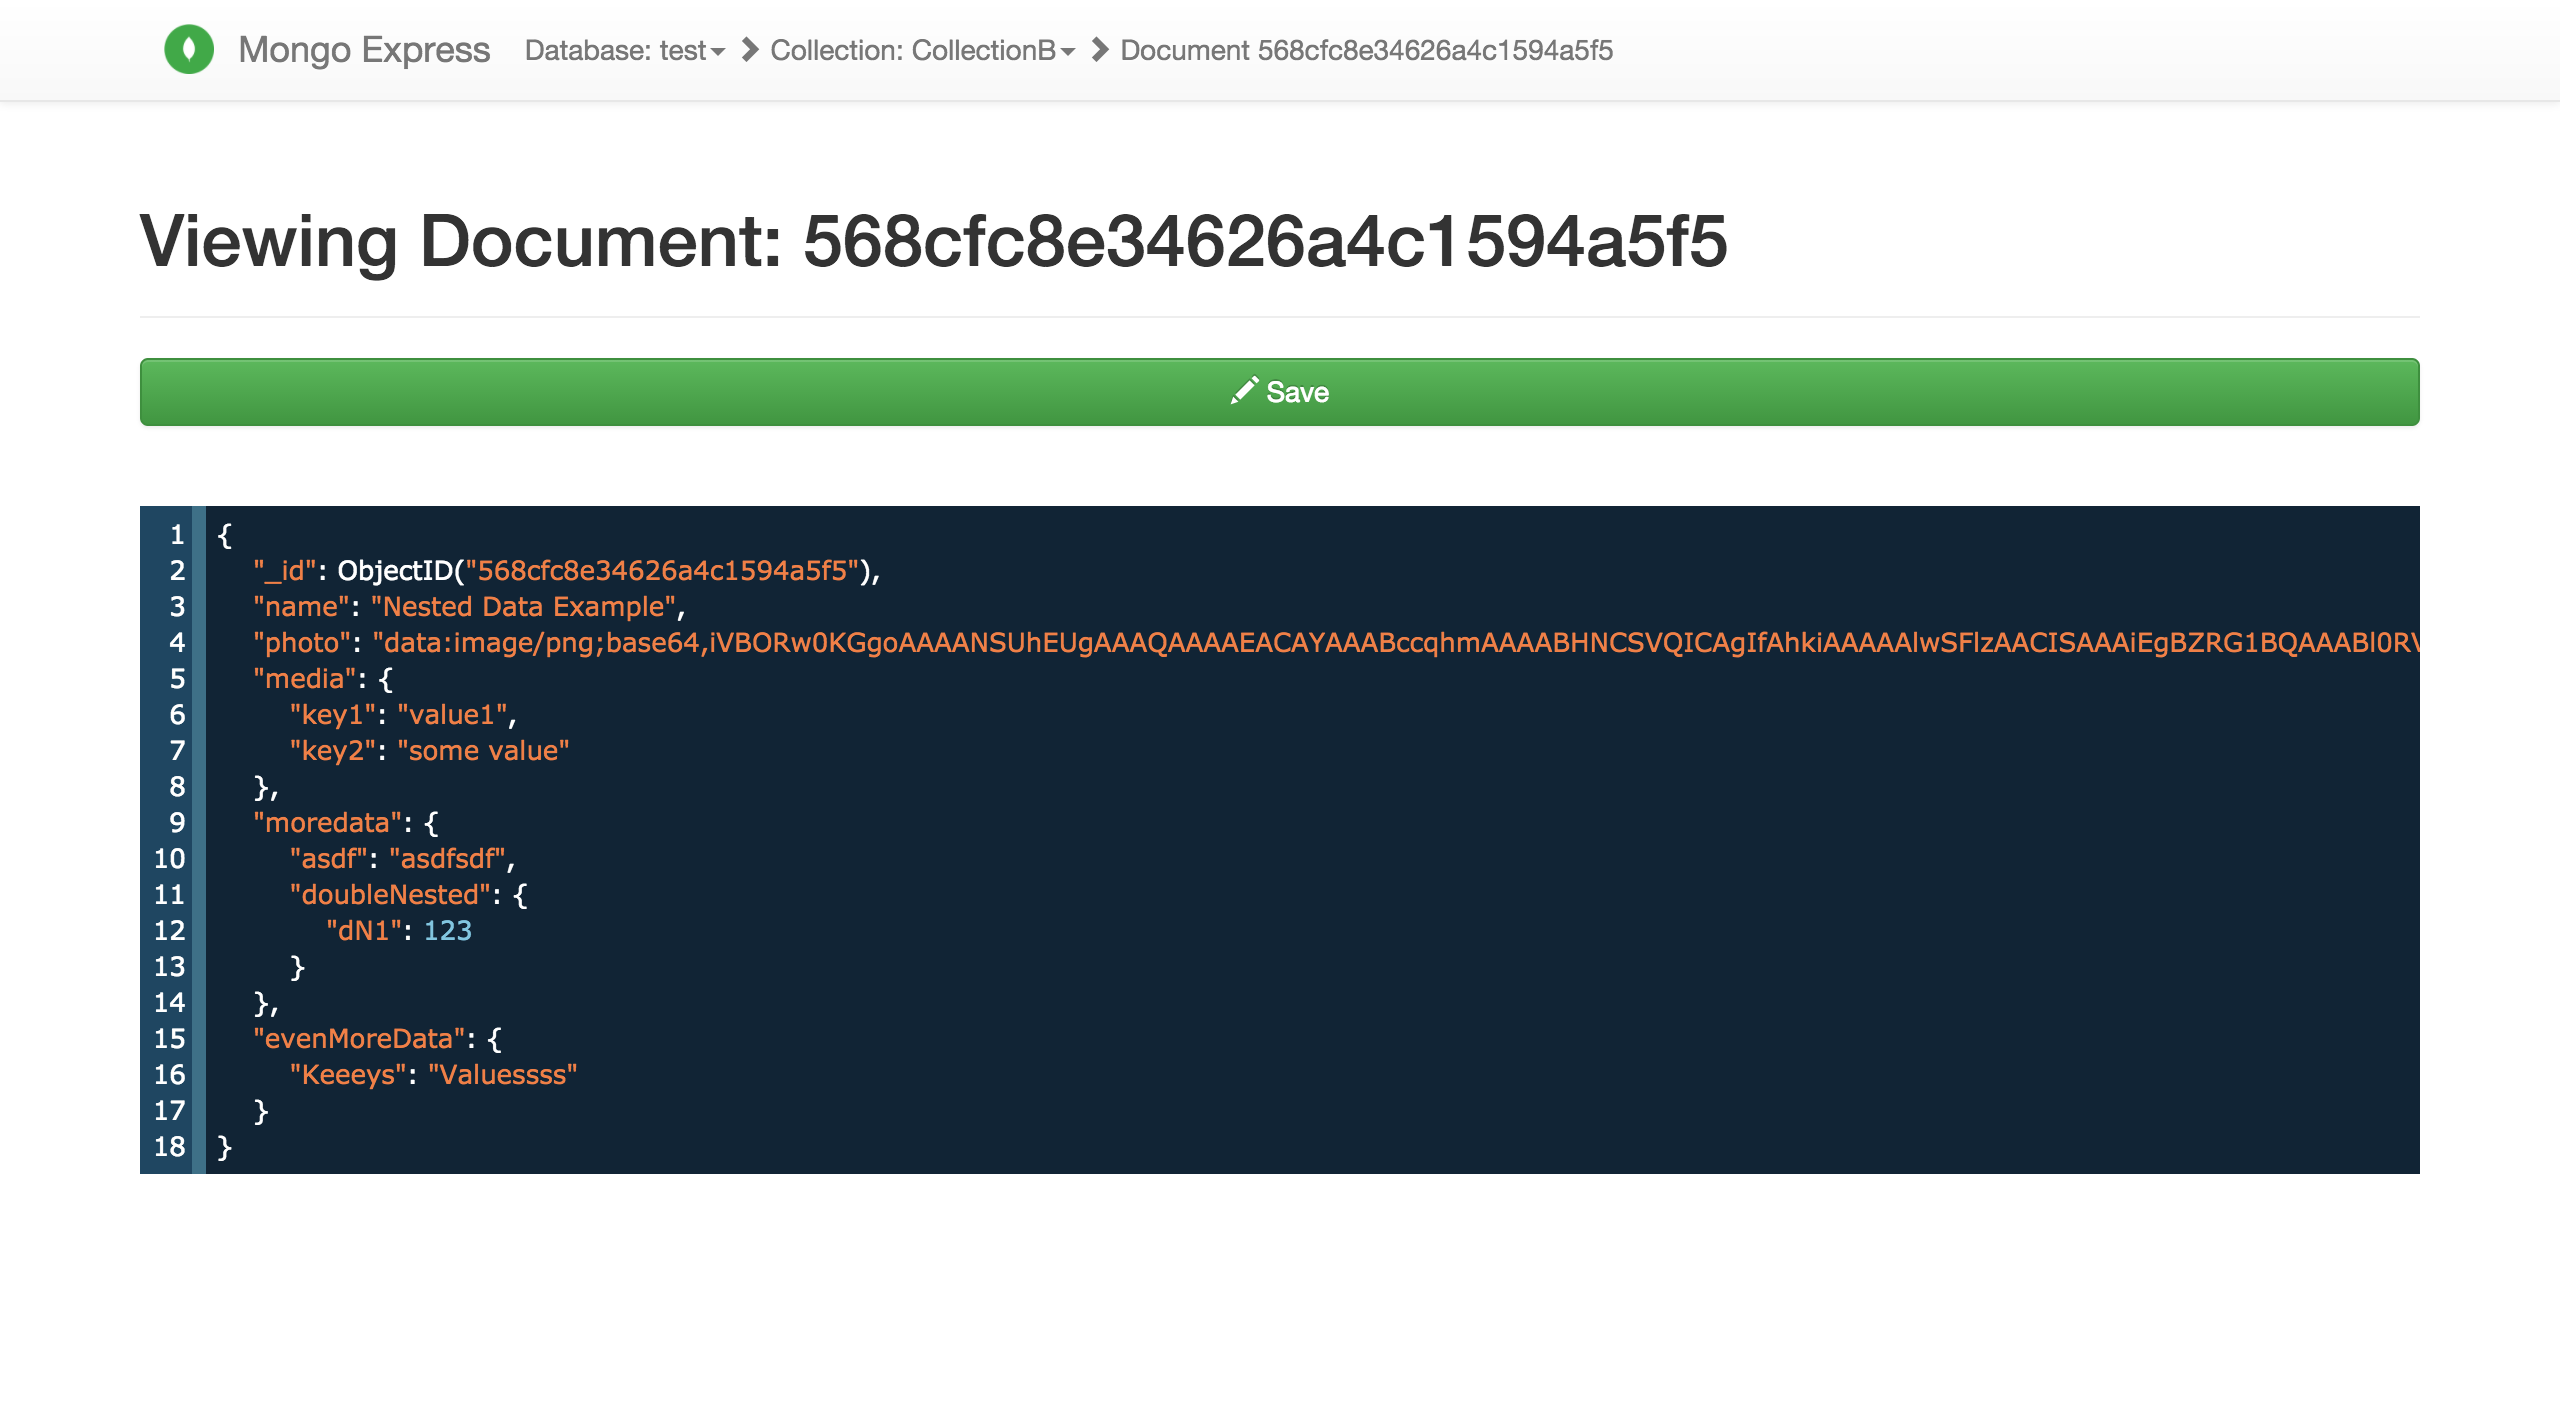 Mongo Express Database: test Collection: CollectionB Document 568cfc8e34626a4c1594a5f5
Viewing Document: 568cfc8e34626a4c1594a5f5
Save
1 {
2 "_id": ObjectID("568cfc8e34626a4c1594a5f5"),
3 "name": "Nested Data Example",
4 "photo": "data:image/png;base64,iVBORw0KGgoAAAANSUhEUgAAAQAAAAEACAYAAABccqhmAAAABHNCSVQICAgIfAhkiAAAAAlwSFlzAACISAAAiEgBZRG1BQAAABl0RV
5 "media": {
6 "key1": "value1",
7 "key2": "some value"
8 },
9 "moredata": {
10 "asdf": "asdfsdf",
11 "doubleNested": {
12 "dN1": 123
13 }
14 },
15 "evenMoreData": {
16 "Keeeys": "Valuessss"
17 }
18 }